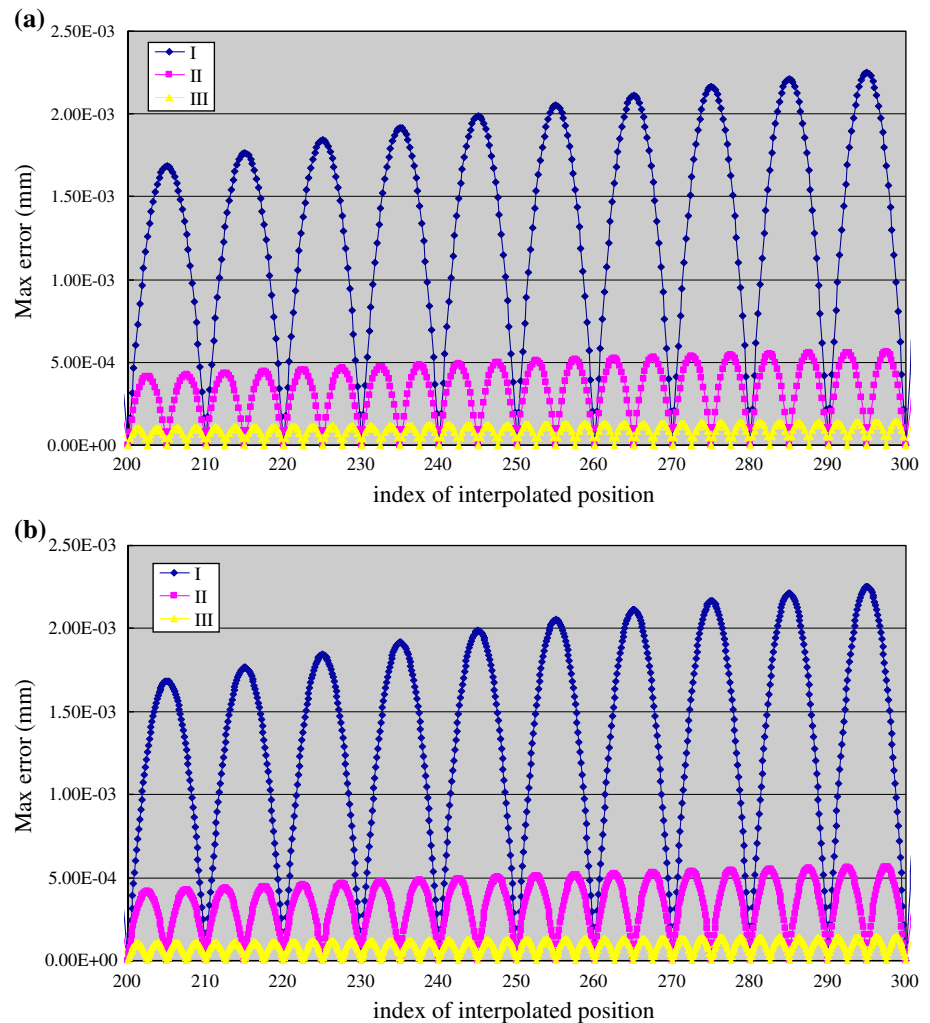 (a)
2.50E-03
2.00E-03
1.50E-03
1.00E-03
5.00E-04
0.00E+00
Max error (mm)
I
II
III
200 210 220 230 240 250 260 270 280 290 300
index of interpolated position
(b)
2.50E-03
2.00E-03
1.50E-03
1.00E-03
5.00E-04
0.00E+00
Max error (mm)
I
II
III
200 210 220 230 240 250 260 270 280 290 300
index of interpolated position